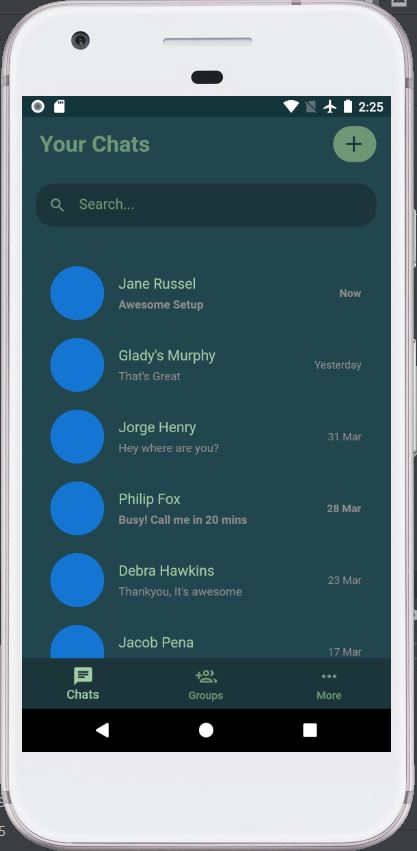 2:25
Your Chats
Search...
Jane Russel
Awesome Setup
Now
Glady's Murphy
That's Great
Yesterday
Jorge Henry
Hey where are you?
31 Mar
Philip Fox
Busy! Call me in 20 mins
28 Mar
Debra Hawkins
Thankyou, It's awesome
23 Mar
Jacob Pena
17 Mar
Chats
Groups
More
5